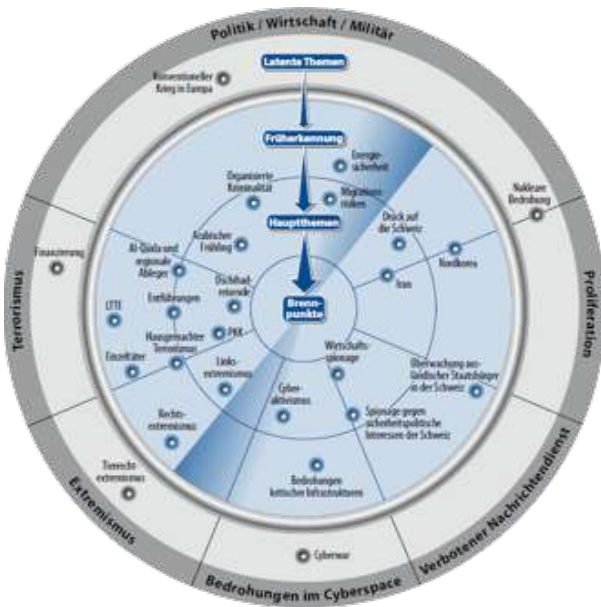 Politik / Wirtschaft / Militär
Latente Themen
Konventioneller
Krieg in Europa
Früherkennung
Energie-
sicherheit
Organisierte
Kriminalität
Migrations-
risiken
Nukleare
Bedrohung
Hauptthemen
Druck auf
die Schweiz
Arabischer
Frühling
Finanzierung
Al-Qaïda und
regionale
Ableger
Nordkorea
Dschihad-
reisende
Iran
Entführungen
Brenn-
punkte
LTTE
Hausgemachter
Terrorismus
PKK
Wirtschafts-
spionage
Einzeltäter
Links-
extremismus
Cyber-
aktivismus
Überwachung aus-
ländischer Staatsbürger
in der Schweiz
Rechts-
extremismus
Spionage gegen
sicherheitspolitische
Interessen der Schweiz
Tierrecht-
extremismus
Bedrohungen
kritischer Infrastrukturen
Cyberwar
Terrorismus
Proliferation
Extremismus
Verbotener Nachrichtendienst
Bedrohungen im Cyberspace